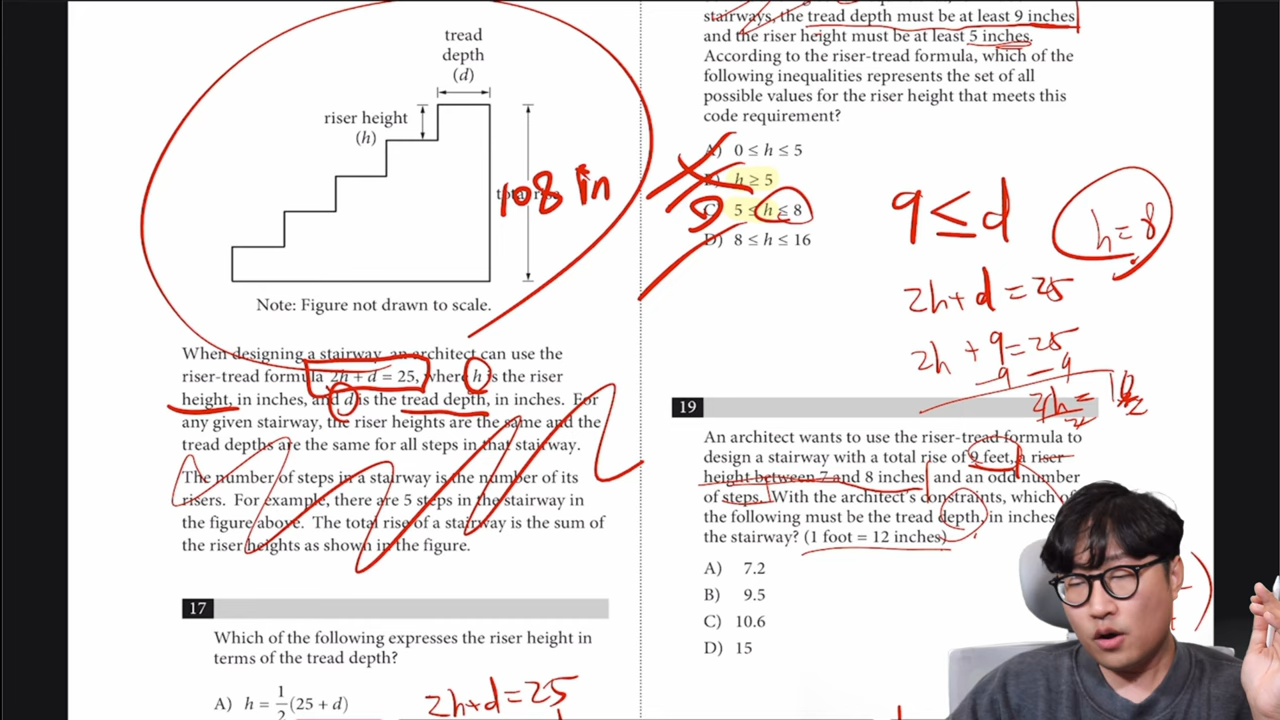 tread
depth
(d)
riser height
(h)
108 in
Note: Figure not drawn to scale.
When designing a stairway, an architect can use the
riser-tread formula 2h + d = 25, where h is the riser
height, in inches, and d is the tread depth, in inches. For
any given stairway, the riser heights are the same and the
tread depths are the same for all steps in that stairway.
The number of steps in a stairway is the number of its
risers. For example, there are 5 steps in the stairway in
the figure above. The total rise of a stairway is the sum of
the riser heights as shown in the figure.
17
Which of the following expresses the riser height in
terms of the tread depth?
A) h = 1/2(25 + d)
2h+d=25
stairways, the tread depth must be at least 9 inches
and the riser height must be at least 5 inches.
According to the riser-tread formula, which of the
following inequalities represents the set of all
possible values for the riser height that meets this
code requirement?
A) 0 ≤ h ≤ 5
h ≥ 5
C) 5 ≤ h ≤ 8
D) 8 ≤ h ≤ 16
9 ≤ d
h = 8
2h + d = 25
2h + 9 = 25
-9 -9
19
An architect wants to use the riser-tread formula to
design a stairway with a total rise of 9 feet, a riser
height between 7 and 8 inches, and an odd number
of steps. With the architect's constraints, which of
the following must be the tread depth, in inches
the stairway? (1 foot = 12 inches)
A) 7.2
B) 9.5
C) 10.6
D) 15